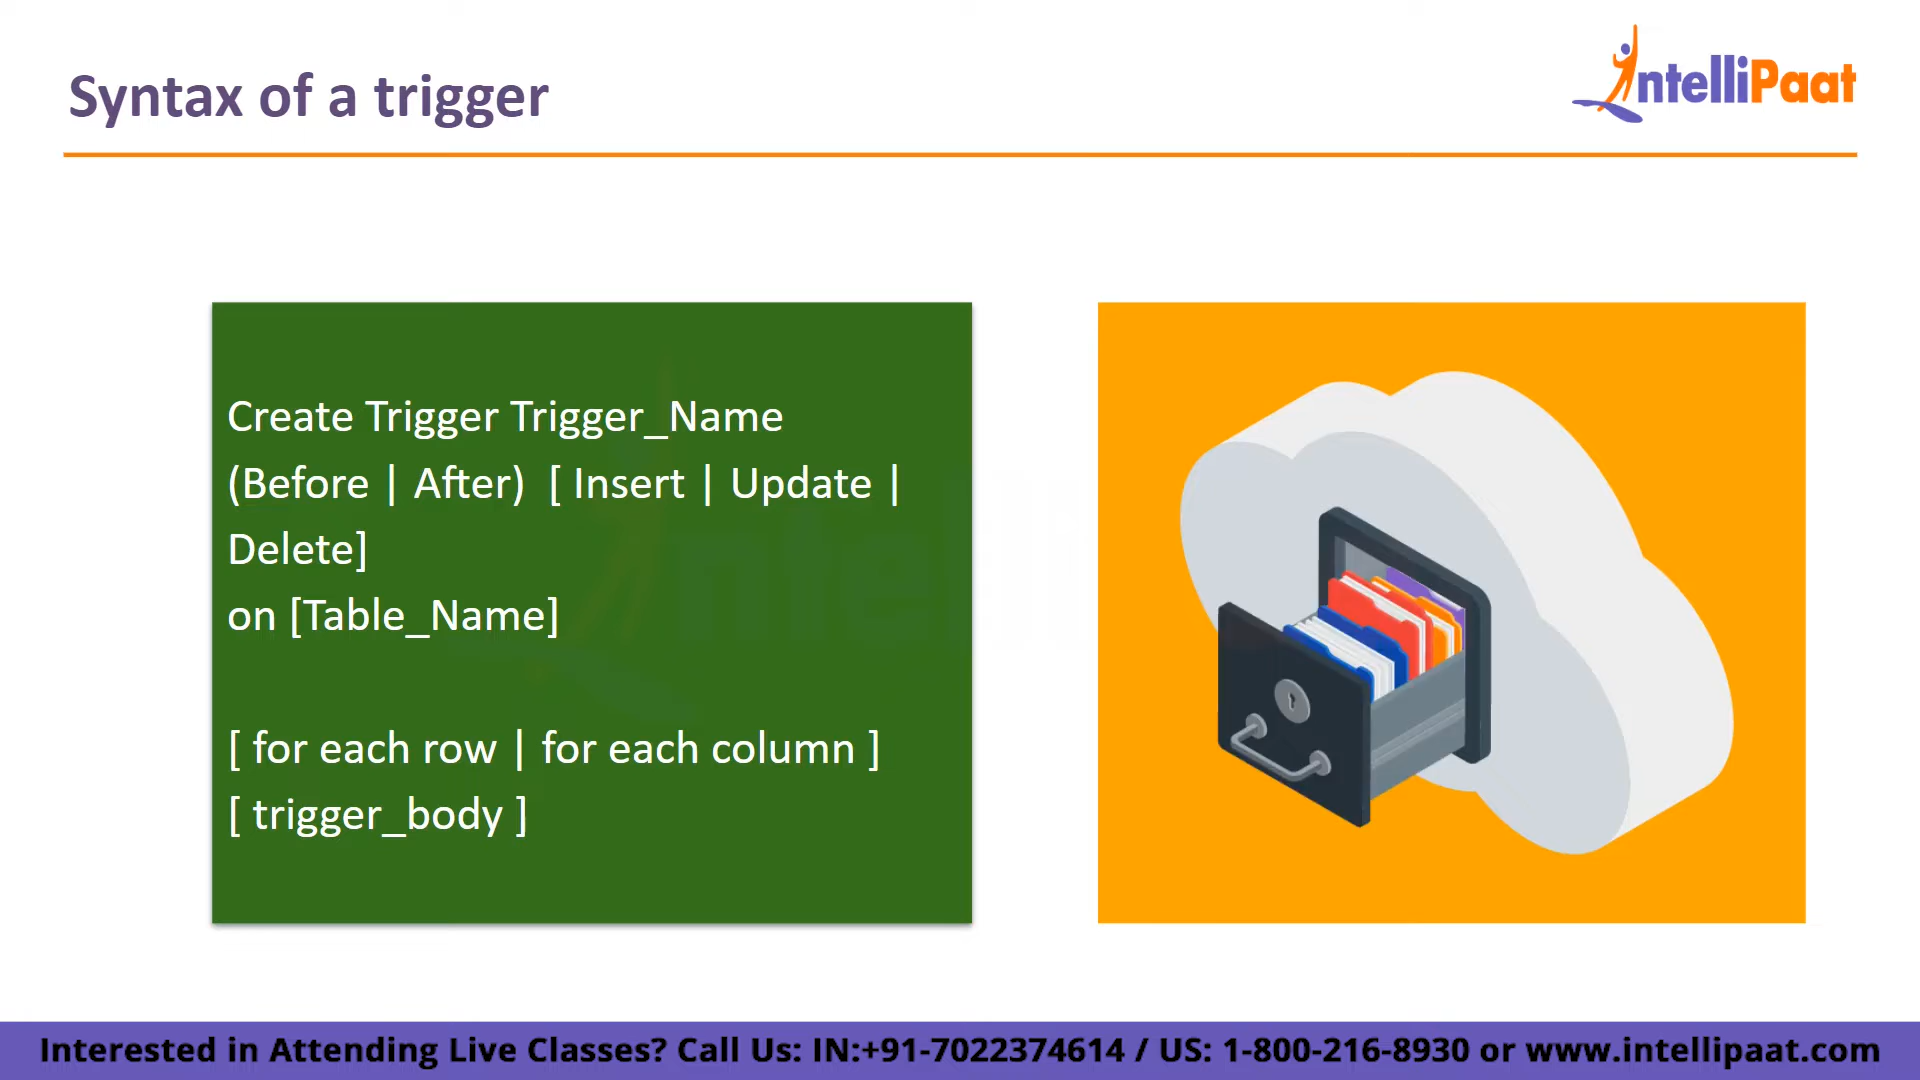 Syntax of a trigger
IntelliPaat
Create Trigger Trigger_Name
(Before | After) [ Insert | Update |
Delete]
on [Table_Name]
[ for each row | for each column ]
[ trigger_body ]
Interested in Attending Live Classes? Call Us: IN:+91-7022374614 / US: 1-800-216-8930 or www.intellipaat.com